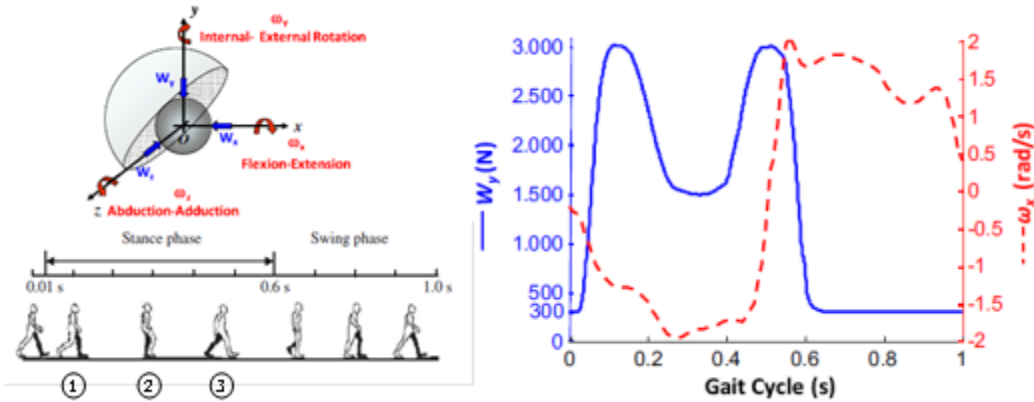 y
ωy
Internal- External Rotation
Wy
O
x
Wx
ωx
Flexion-Extension
Wz
ωz
z Abduction-Adduction
Stance phase Swing phase
0.01 s 0.6 s 1.0 s
1 2 3
3.000
2.500
2.000
1.500
1.000
500
300
0
Wy (N)
0 0.2 0.4 0.6 0.8 1
Gait Cycle (s)
2
1.5
1
0.5
0
-0.5
-1
-1.5
-2
ωx (rad/s)